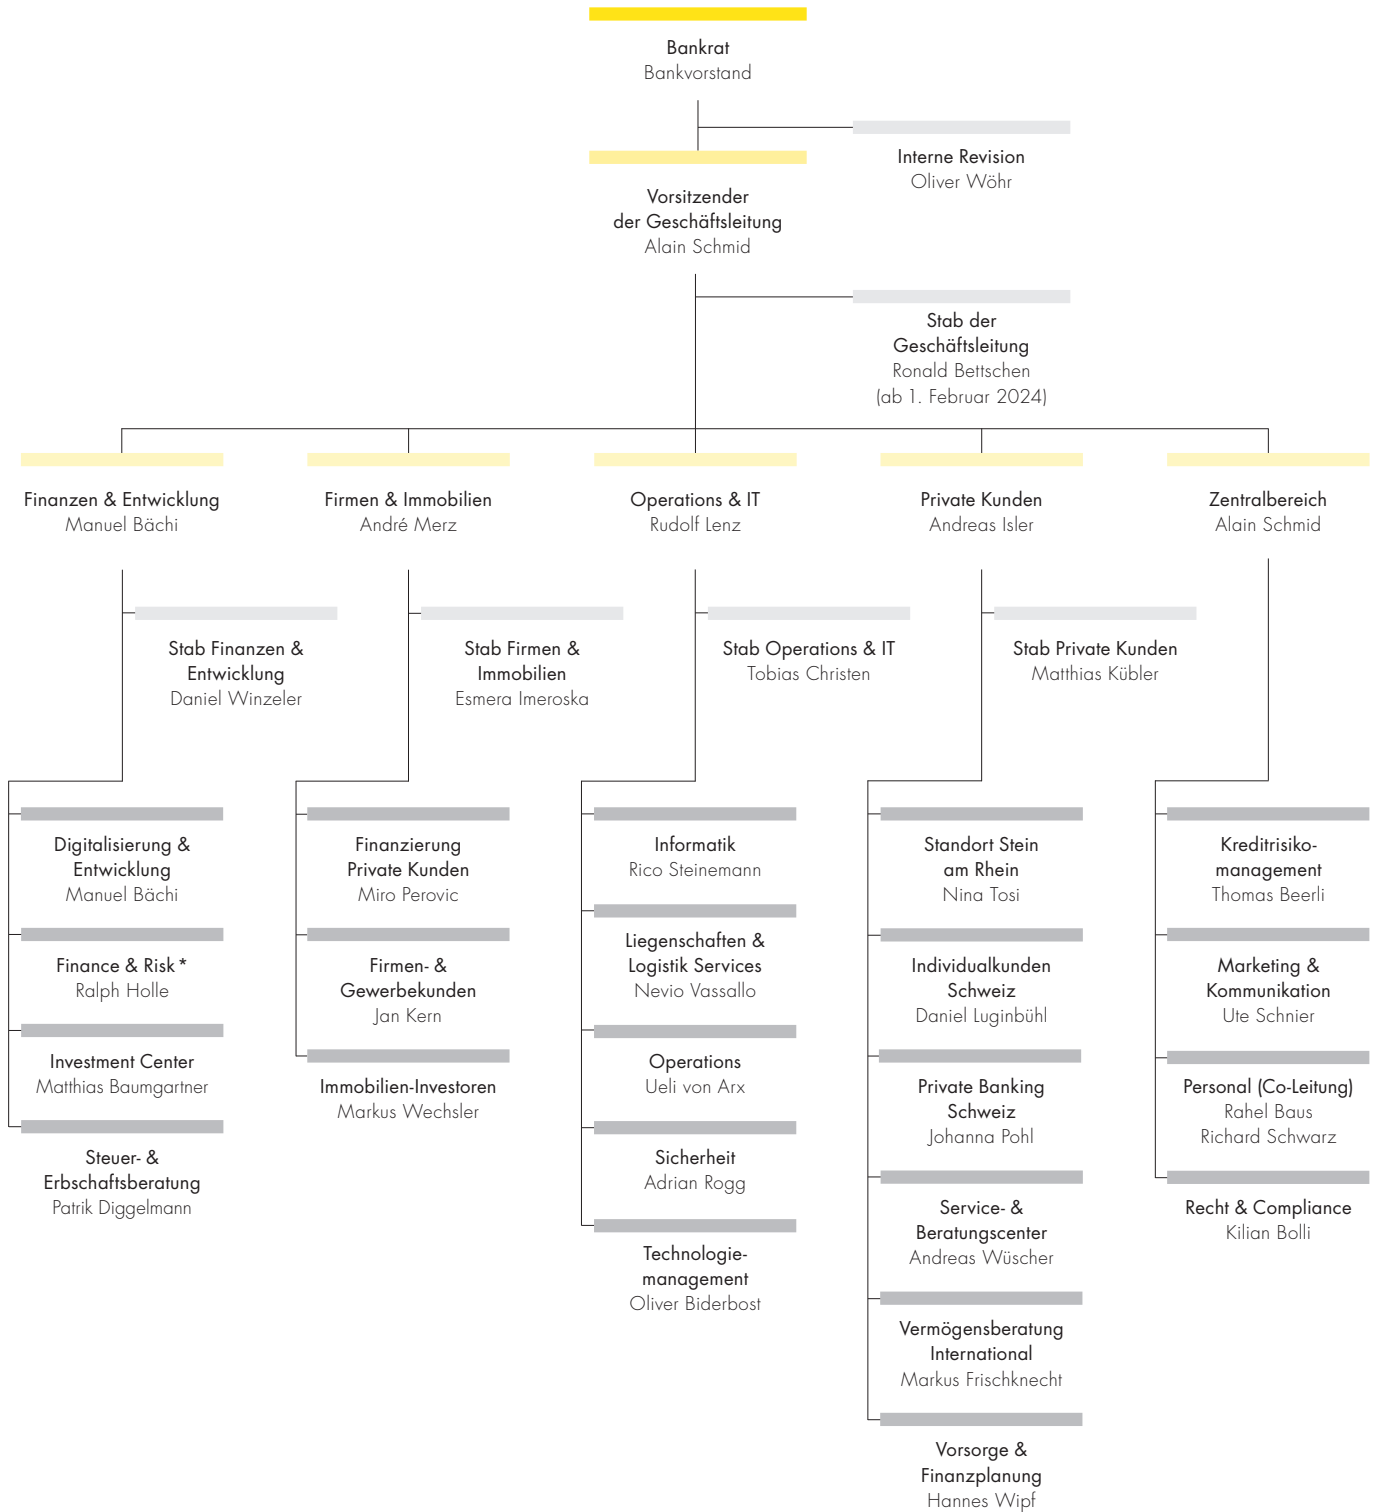 Bankrat
Bankvorstand
Interne Revision
Oliver Wöhr
Vorsitzender
der Geschäftsleitung
Alain Schmid
Stab der
Geschäftsleitung
Ronald Bettschen
(ab 1. Februar 2024)
Finanzen & Entwicklung
Manuel Bächi
Firmen & Immobilien
André Merz
Operations & IT
Rudolf Lenz
Private Kunden
Andreas Isler
Zentralbereich
Alain Schmid
Stab Finanzen &
Entwicklung
Daniel Winzeler
Stab Firmen &
Immobilien
Esmera Imeroska
Stab Operations & IT
Tobias Christen
Stab Private Kunden
Matthias Kübler
Digitalisierung &
Entwicklung
Manuel Bächi
Finance & Risk *
Ralph Holle
Investment Center
Matthias Baumgartner
Steuer- &
Erbschaftsberatung
Patrik Diggelmann
Finanzierung
Private Kunden
Miro Perovic
Firmen- &
Gewerbekunden
Jan Kern
Immobilien-Investoren
Markus Wechsler
Informatik
Rico Steinemann
Liegenschaften &
Logistik Services
Nevio Vassallo
Operations
Ueli von Arx
Sicherheit
Adrian Rogg
Technologie-
management
Oliver Biderbost
Standort Stein
am Rhein
Nina Tosi
Individualkunden
Schweiz
Daniel Luginbühl
Private Banking
Schweiz
Johanna Pohl
Service- &
Beratungscenter
Andreas Wüscher
Vermögensberatung
International
Markus Frischknecht
Vorsorge &
Finanzplanung
Hannes Wipf
Kreditrisiko-
management
Thomas Beerli
Marketing &
Kommunikation
Ute Schnier
Personal (Co-Leitung)
Rahel Baus
Richard Schwarz
Recht & Compliance
Kilian Bolli